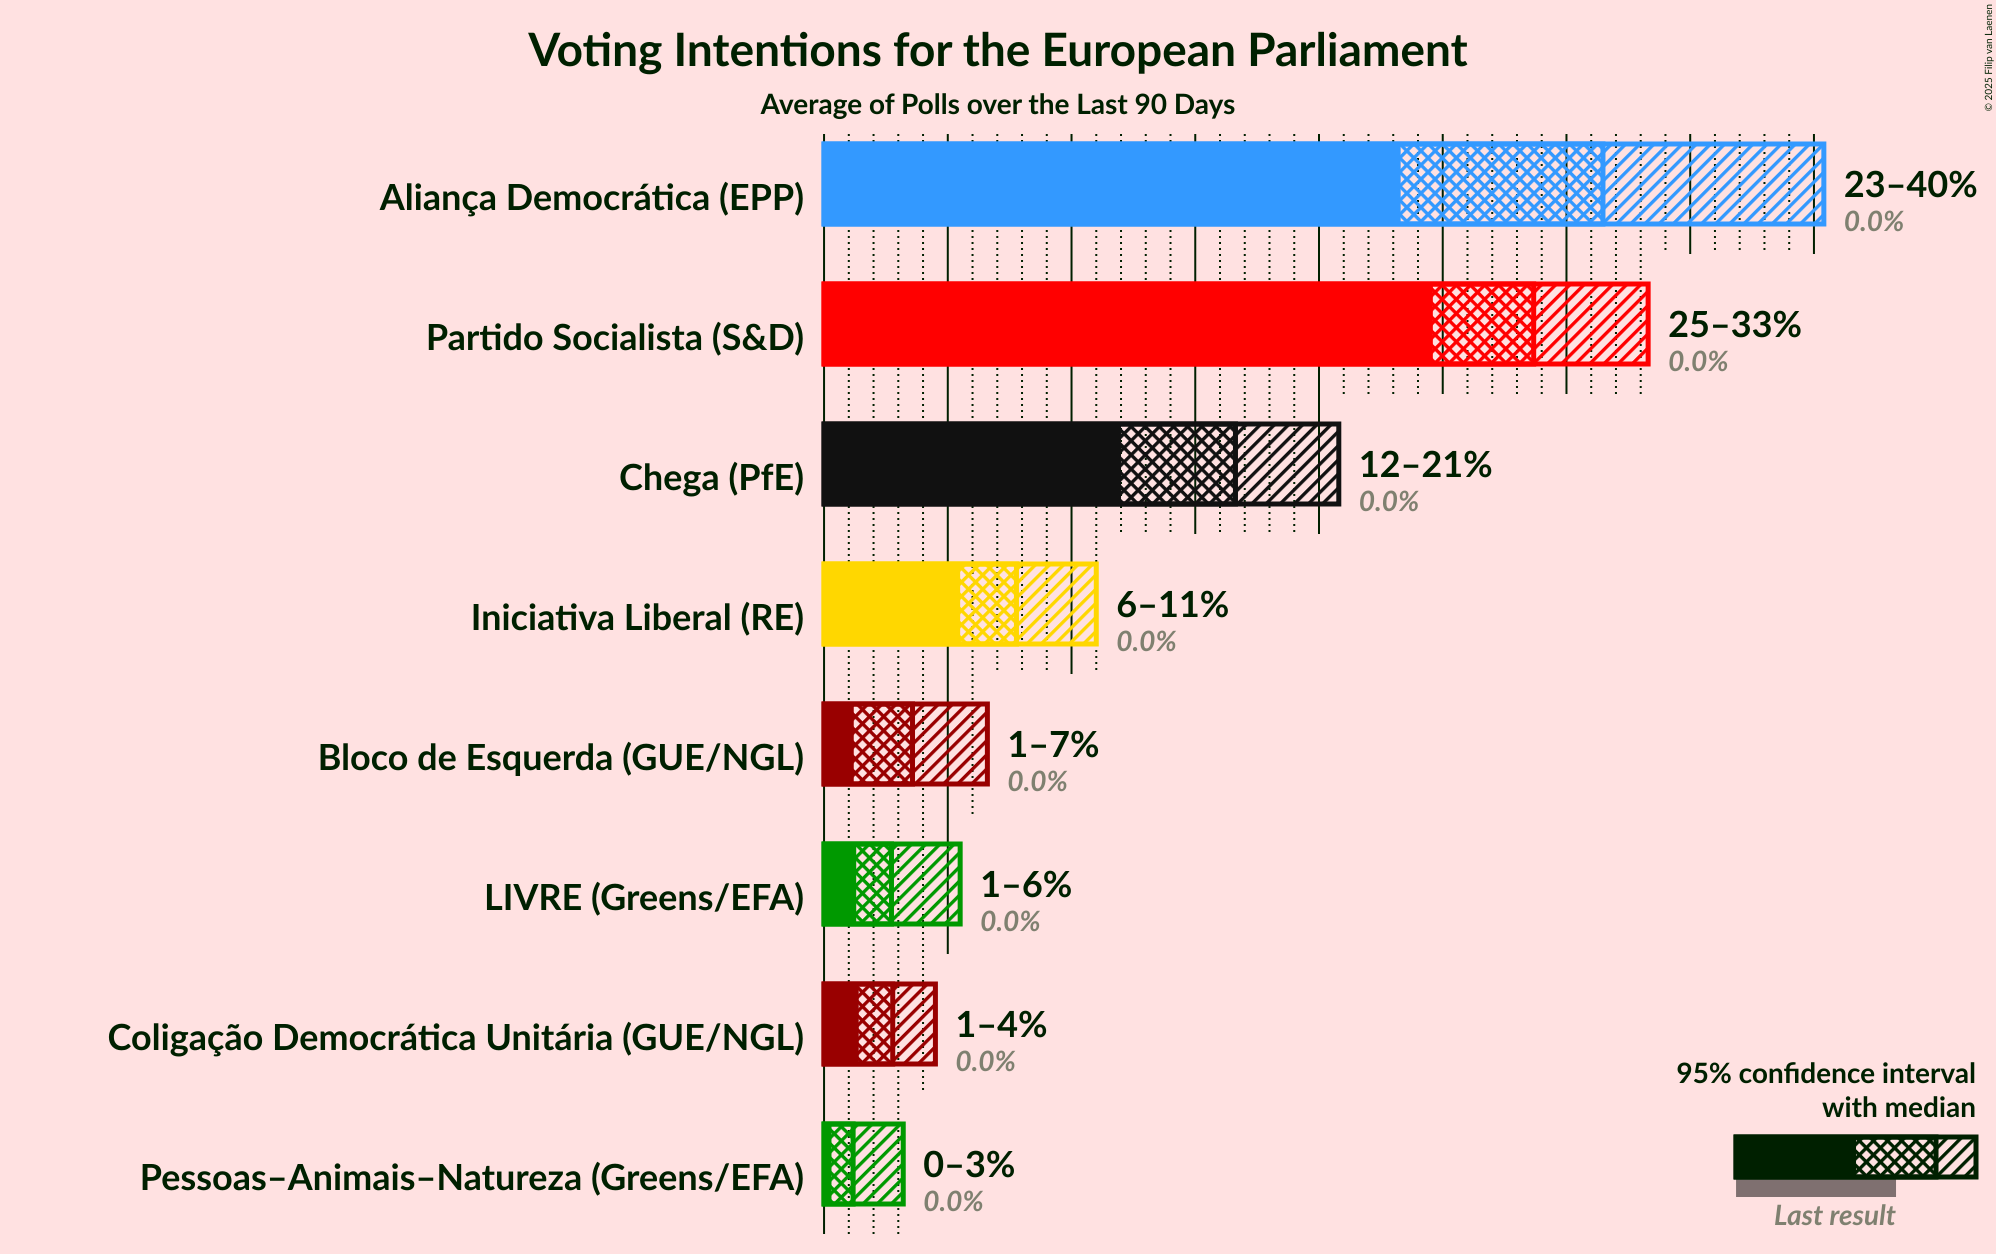 Voting Intentions for the European Parliament
Average of Polls over the Last 90 Days
© 2025 Filip van Laenen
Aliança Democrática (EPP)
23–40%
0.0%
Partido Socialista (S&D)
25–33%
0.0%
Chega (PfE)
12–21%
0.0%
Iniciativa Liberal (RE)
6–11%
0.0%
Bloco de Esquerda (GUE/NGL)
1–7%
0.0%
LIVRE (Greens/EFA)
1–6%
0.0%
Coligação Democrática Unitária (GUE/NGL)
1–4%
0.0%
Pessoas–Animais–Natureza (Greens/EFA)
0–3%
0.0%
95% confidence interval
with median
Last result